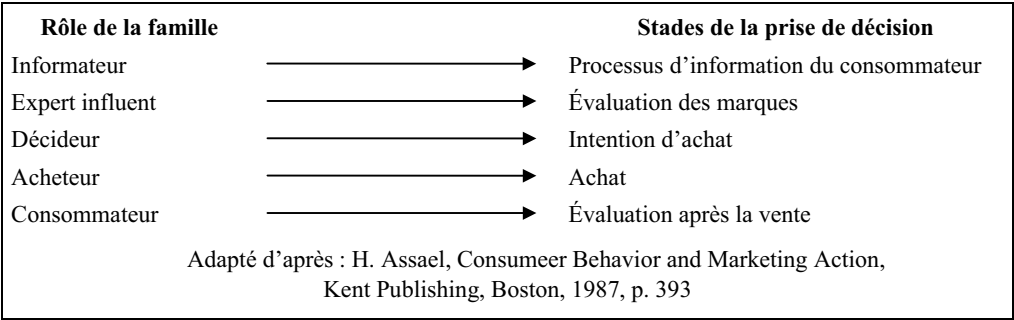 Rôle de la famille Stades de la prise de décision
Informateur Processus d’information du consommateur
Expert influent Évaluation des marques
Décideur Intention d’achat
Acheteur Achat
Consommateur Évaluation après la vente
Adapté d’après : H. Assael, Consumeer Behavior and Marketing Action,
Kent Publishing, Boston, 1987, p. 393